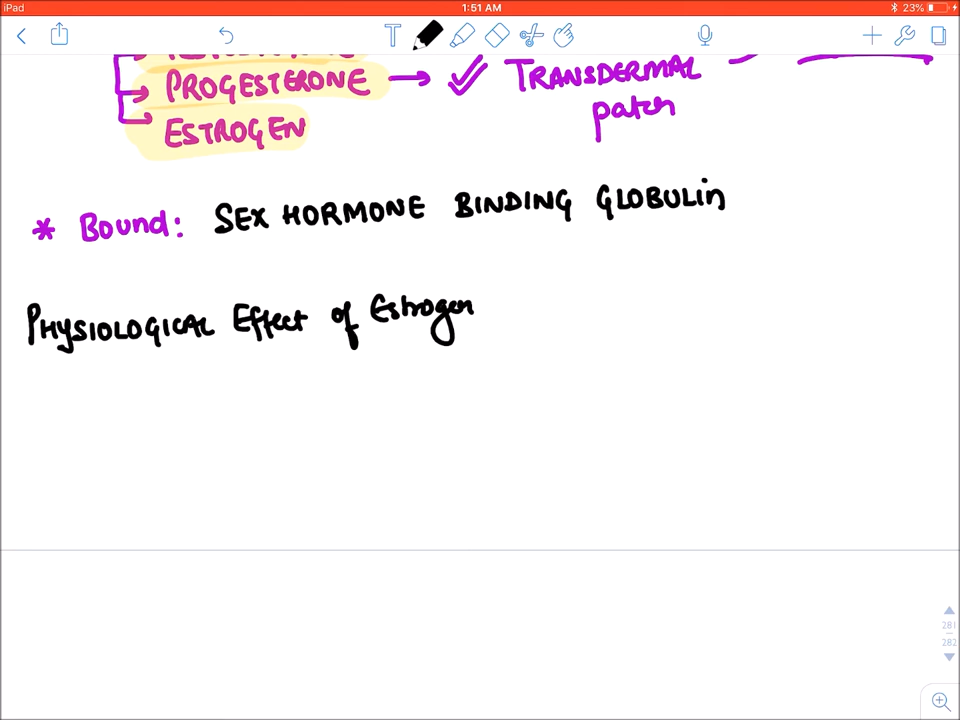 iPad 1:51 AM 23%
T
PROGESTERONE → ✓ TRANSDERMAL
patch
ESTROGEN
* Bound: SEX HORMONE BINDING GLOBULin
PHYSIOLOGICAL Effect of Estrogen
281
282